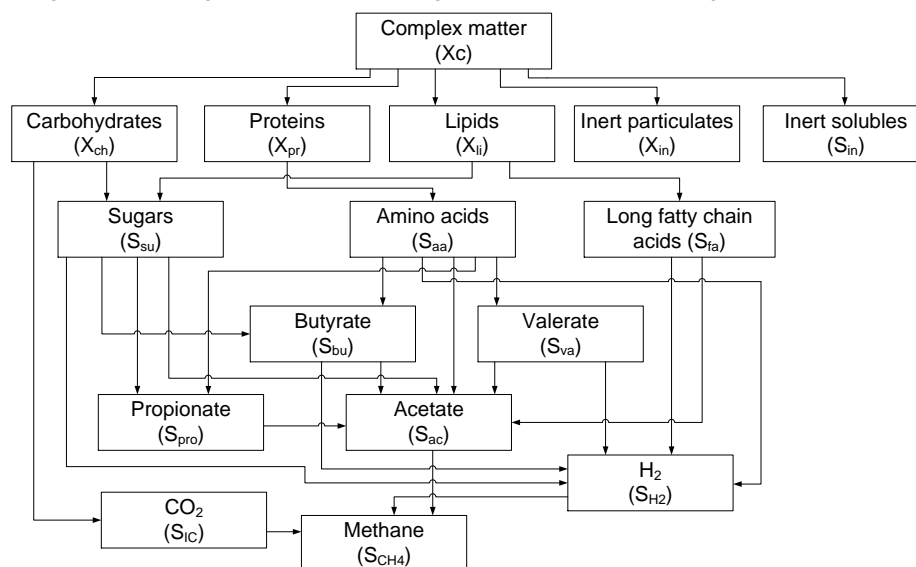 Complex matter
(Xc)
Carbohydrates
(Xch)
Proteins
(Xpr)
Lipids
(Xli)
Inert particulates
(Xin)
Inert solubles
(Sin)
Sugars
(Ssu)
Amino acids
(Saa)
Long fatty chain
acids (Sfa)
Butyrate
(Sbu)
Valerate
(Sva)
Propionate
(Spro)
Acetate
(Sac)
H2
(SH2)
CO2
(SIC)
Methane
(SCH4)